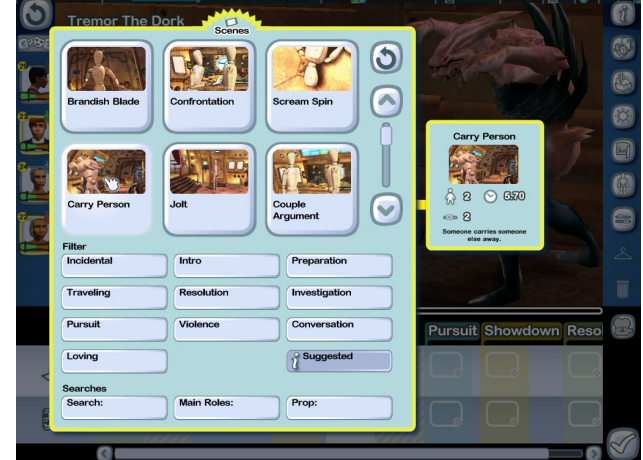 Tremor The Dork
Scenes
Brandish Blade
Confrontation
Scream Spin
Carry Person
Jolt
Couple
Argument
Carry Person
2
5.70
2
Someone carries someone
else away.
Filter
Incidental
Intro
Preparation
Traveling
Resolution
Investigation
Pursuit
Violence
Conversation
Loving
Suggested
Searches
Search:
Main Roles:
Prop:
Pursuit
Showdown
Reso